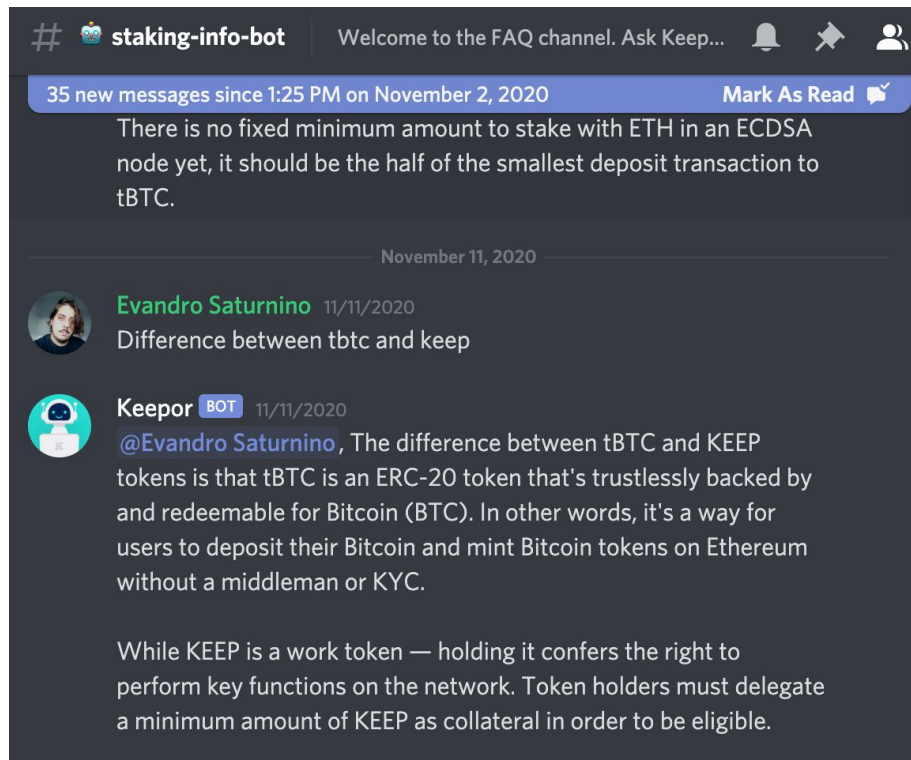 # 🤖 staking-info-bot Welcome to the FAQ channel. Ask Keep...
35 new messages since 1:25 PM on November 2, 2020 Mark As Read
There is no fixed minimum amount to stake with ETH in an ECDSA
node yet, it should be the half of the smallest deposit transaction to
tBTC.
November 11, 2020
Evandro Saturnino 11/11/2020
Difference between tbtc and keep
Keepor BOT 11/11/2020
@Evandro Saturnino, The difference between tBTC and KEEP
tokens is that tBTC is an ERC-20 token that's trustlessly backed by
and redeemable for Bitcoin (BTC). In other words, it's a way for
users to deposit their Bitcoin and mint Bitcoin tokens on Ethereum
without a middleman or KYC.
While KEEP is a work token — holding it confers the right to
perform key functions on the network. Token holders must delegate
a minimum amount of KEEP as collateral in order to be eligible.